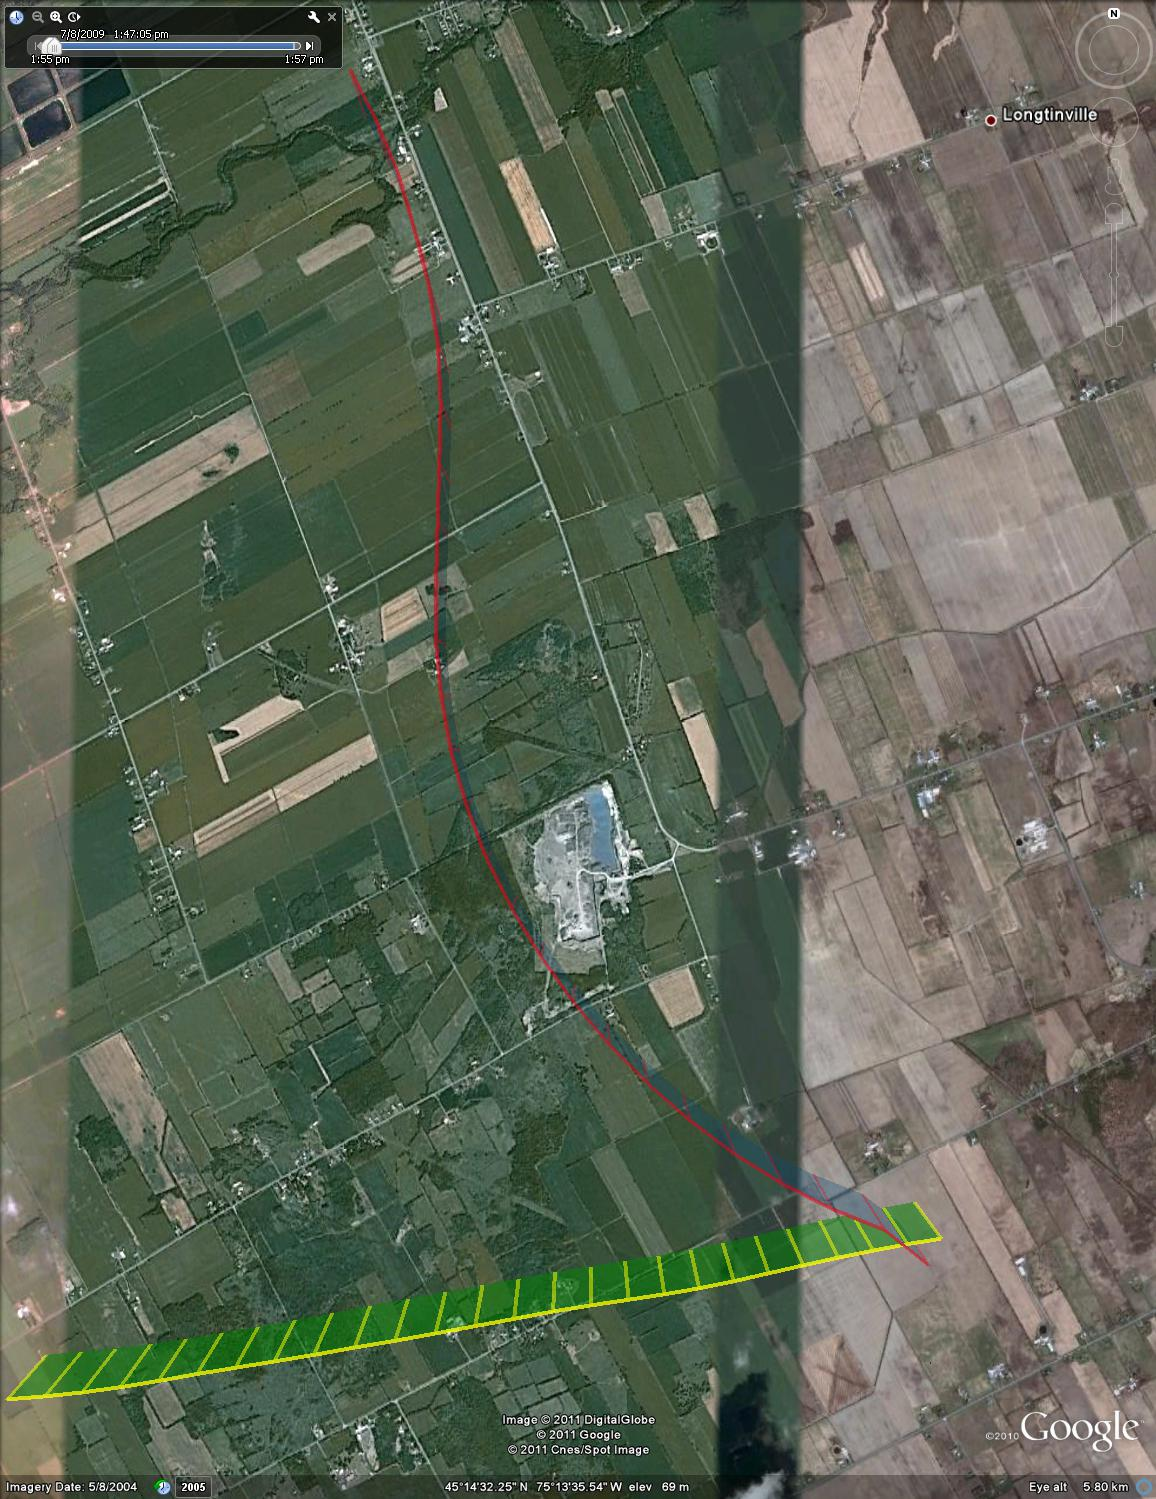 7/8/2009 1:47:05 pm
1:55 pm
1:57 pm
N
Longtinville
Image © 2011 DigitalGlobe
© 2011 Google
© 2011 Cnes/Spot Image
©2010 Google
Imagery Date: 5/8/2004
2005
45°14'32.25" N 75°13'35.54" W elev 69 m
Eye alt 5.80 km